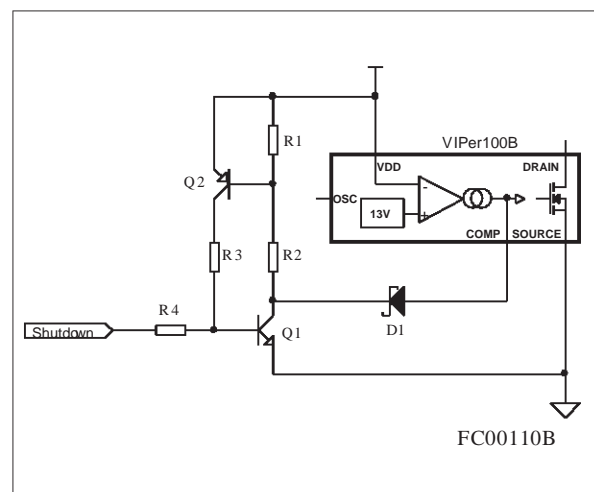 R1
VIPer100B
VDD
DRAIN
Q2
-
OSC
13V
+
COMP
SOURCE
R3
R2
D1
R4
Shutdown
Q1
FC00110B